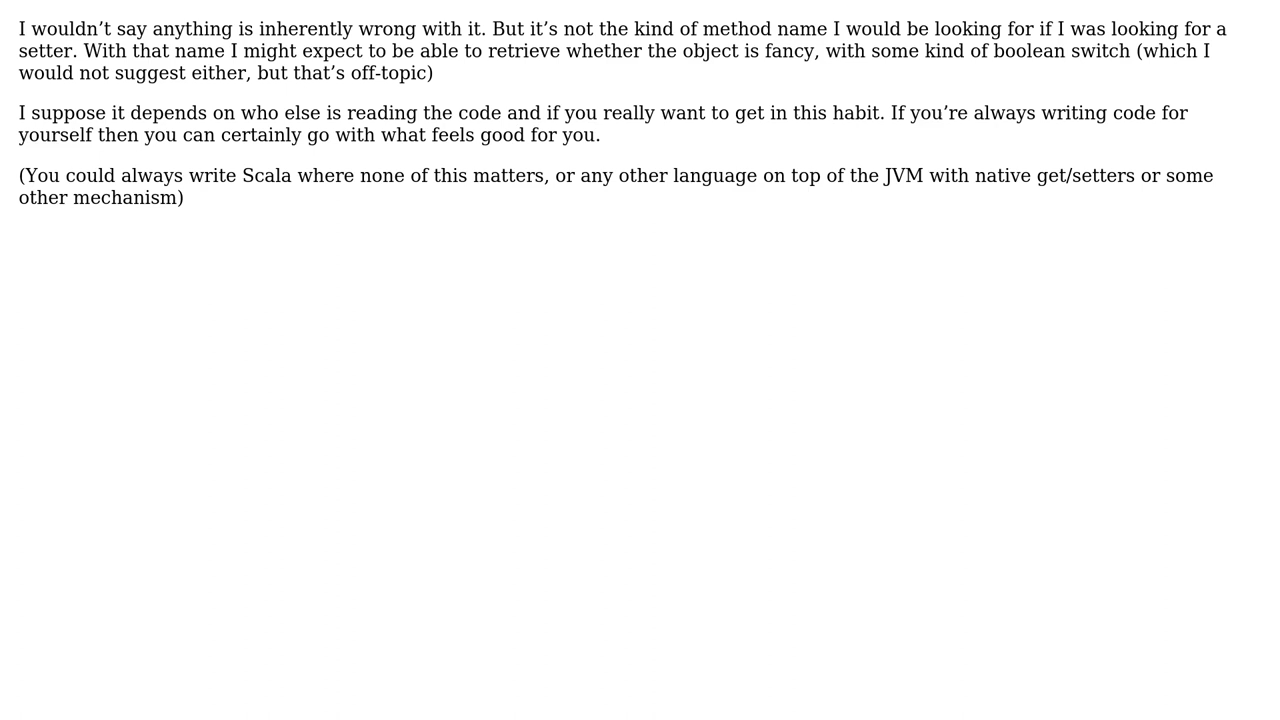 I wouldn’t say anything is inherently wrong with it. But it’s not the kind of method name I would be looking for if I was looking for a
setter. With that name I might expect to be able to retrieve whether the object is fancy, with some kind of boolean switch (which I
would not suggest either, but that’s off-topic)
I suppose it depends on who else is reading the code and if you really want to get in this habit. If you’re always writing code for
yourself then you can certainly go with what feels good for you.
(You could always write Scala where none of this matters, or any other language on top of the JVM with native get/setters or some
other mechanism)